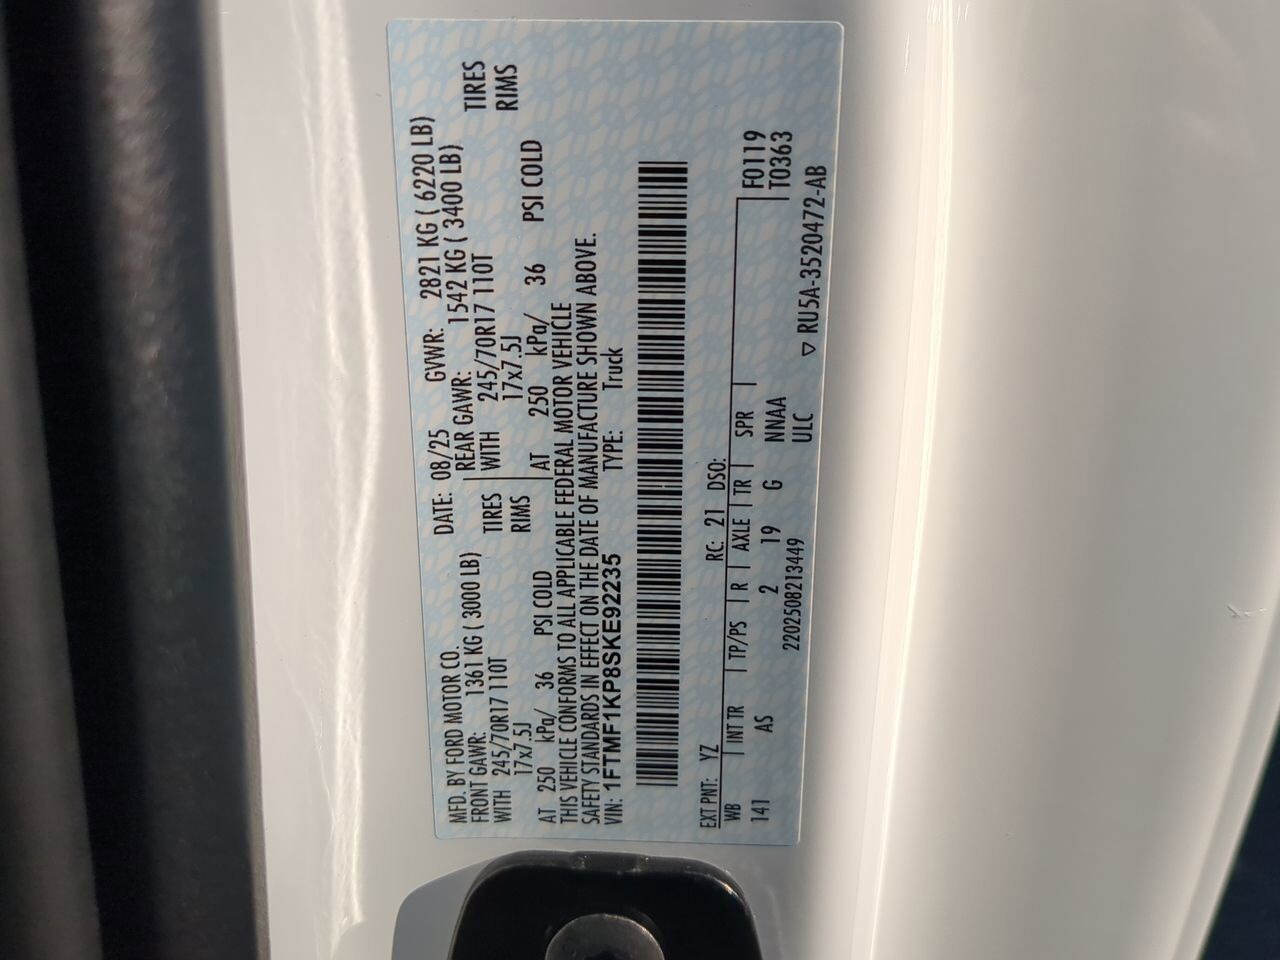 MFD. BY FORD MOTOR CO. DATE: 08/25 GVWR: 2821 KG ( 6220 LB)
FRONT GAWR: 1361 KG ( 3000 LB) REAR GAWR: 1542 KG ( 3400 LB)
WITH 245/70R17 110T TIRES WITH 245/70R17 110T TIRES
17x7.5J RIMS 17x7.5J RIMS
AT 250 kPa/ 36 PSI COLD AT 250 kPa/ 36 PSI COLD
THIS VEHICLE CONFORMS TO ALL APPLICABLE FEDERAL MOTOR VEHICLE
SAFETY STANDARDS IN EFFECT ON THE DATE OF MANUFACTURE SHOWN ABOVE.
VIN: 1FTMF1KP8SKE92235 TYPE: Truck
EXT PNT: YZ RC: 21 DSO:
WB INT TR TP/PS R AXLE TR SPR F0119
141 AS 2 19 G NNAA T0363
2202508213449 ULC ▽ RU5A-3520472-AB